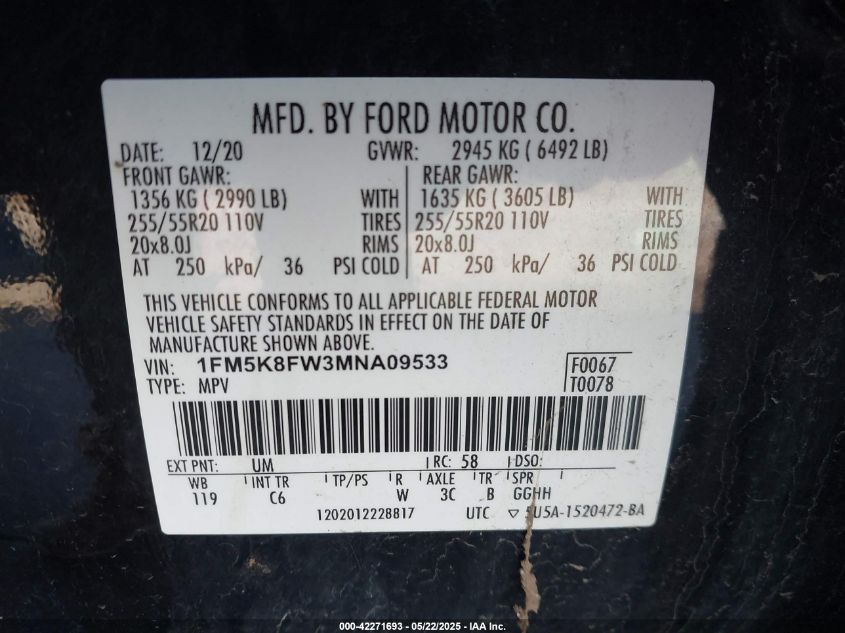 MFD. BY FORD MOTOR CO.
DATE: 12/20 GVWR: 2945 KG ( 6492 LB)
FRONT GAWR: REAR GAWR:
1356 KG ( 2990 LB) WITH 1635 KG ( 3605 LB) WITH
255/55R20 110V TIRES 255/55R20 110V TIRES
20x8.0J RIMS 20x8.0J RIMS
AT 250 kPa/ 36 PSI COLD AT 250 kPa/ 36 PSI COLD
THIS VEHICLE CONFORMS TO ALL APPLICABLE FEDERAL MOTOR
VEHICLE SAFETY STANDARDS IN EFFECT ON THE DATE OF
MANUFACTURE SHOWN ABOVE.
VIN: 1FM5K8FW3MNA09533 F0067
TYPE: MPV T0078
EXT PNT: UM RC: 58 DSO:
WB INT TR TP/PS R AXLE TR SPR
119 C6 W 3C B GGHH
1202012228817 UTC ▽ 5U5A-1520472-BA
000-42271693 - 05/22/2025 - IAA Inc.